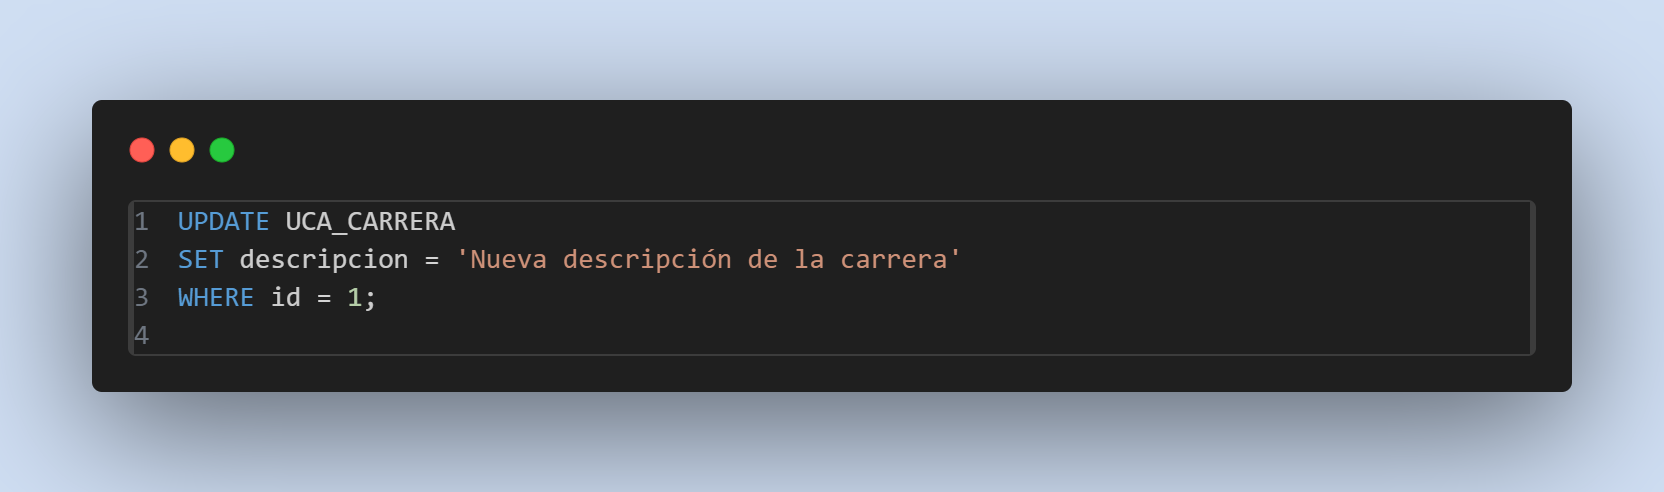 1 UPDATE UCA_CARRERA
2 SET descripcion = 'Nueva descripción de la carrera'
3 WHERE id = 1;
4